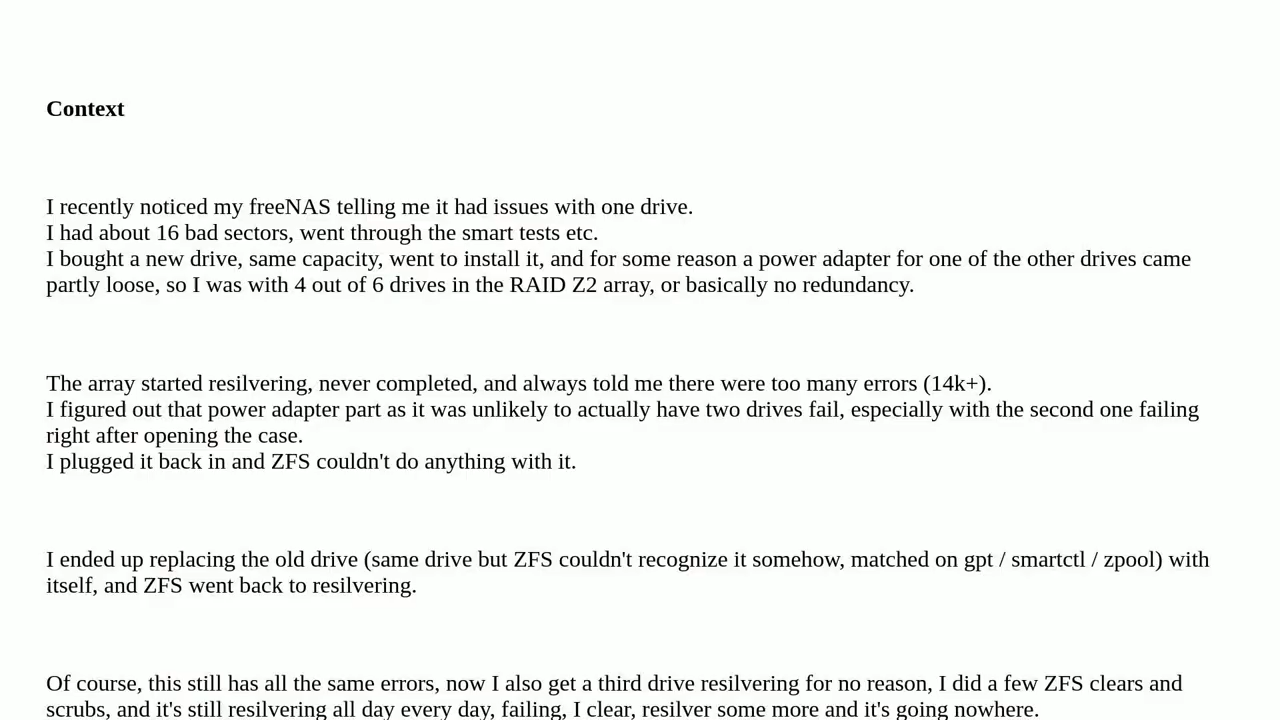 Context
I recently noticed my freeNAS telling me it had issues with one drive.
I had about 16 bad sectors, went through the smart tests etc.
I bought a new drive, same capacity, went to install it, and for some reason a power adapter for one of the other drives came
partly loose, so I was with 4 out of 6 drives in the RAID Z2 array, or basically no redundancy.
The array started resilvering, never completed, and always told me there were too many errors (14k+).
I figured out that power adapter part as it was unlikely to actually have two drives fail, especially with the second one failing
right after opening the case.
I plugged it back in and ZFS couldn't do anything with it.
I ended up replacing the old drive (same drive but ZFS couldn't recognize it somehow, matched on gpt / smartctl / zpool) with
itself, and ZFS went back to resilvering.
Of course, this still has all the same errors, now I also get a third drive resilvering for no reason, I did a few ZFS clears and
scrubs, and it's still resilvering all day every day, failing, I clear, resilver some more and it's going nowhere.